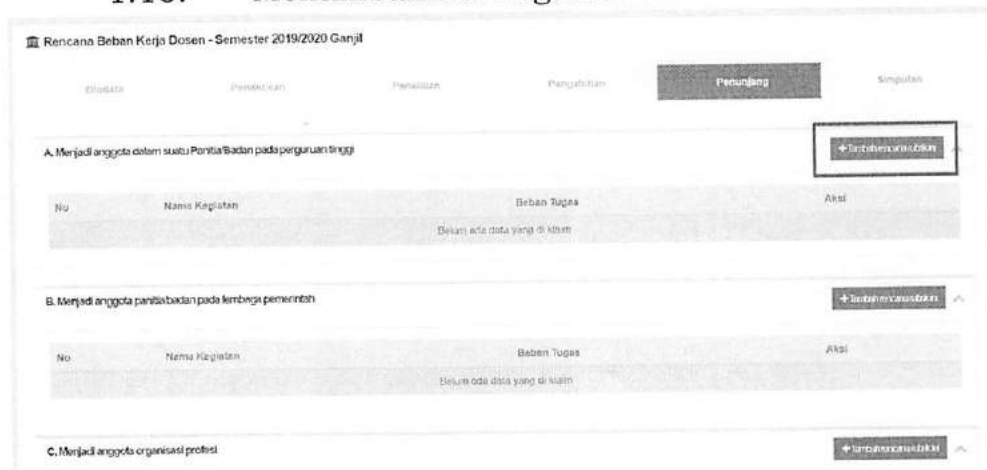 Rencana Beban Kerja Dosen - Semester 2019/2020 Ganjil
Biodata Pendidikan Penelitian Pengabdian Penunjang Simpulan
A. Menjadi anggota dalam suatu Panitia/Badan pada perguruan tinggi
No Nama Kegiatan Beban Tugas Aksi
Belum ada data yang di klaim
B. Menjadi anggota panitia/badan pada lembaga pemerintah
No Nama Kegiatan Beban Tugas Aksi
Belum ada data yang di klaim
C. Menjadi anggota organisasi profesi